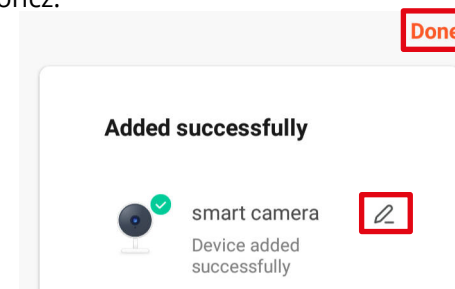 Done
Added successfully
smart camera
Device added
successfully